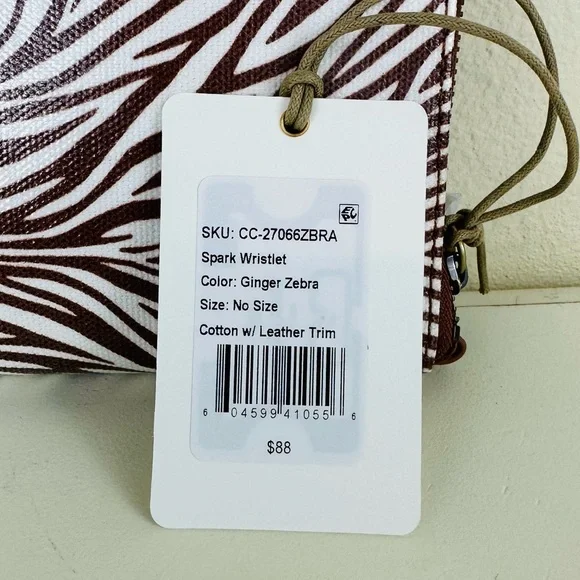 SKU: CC-27066ZBRA
Spark Wristlet
Color: Ginger Zebra
Size: No Size
Cotton w/ Leather Trim
6 04599 41055 6
$88